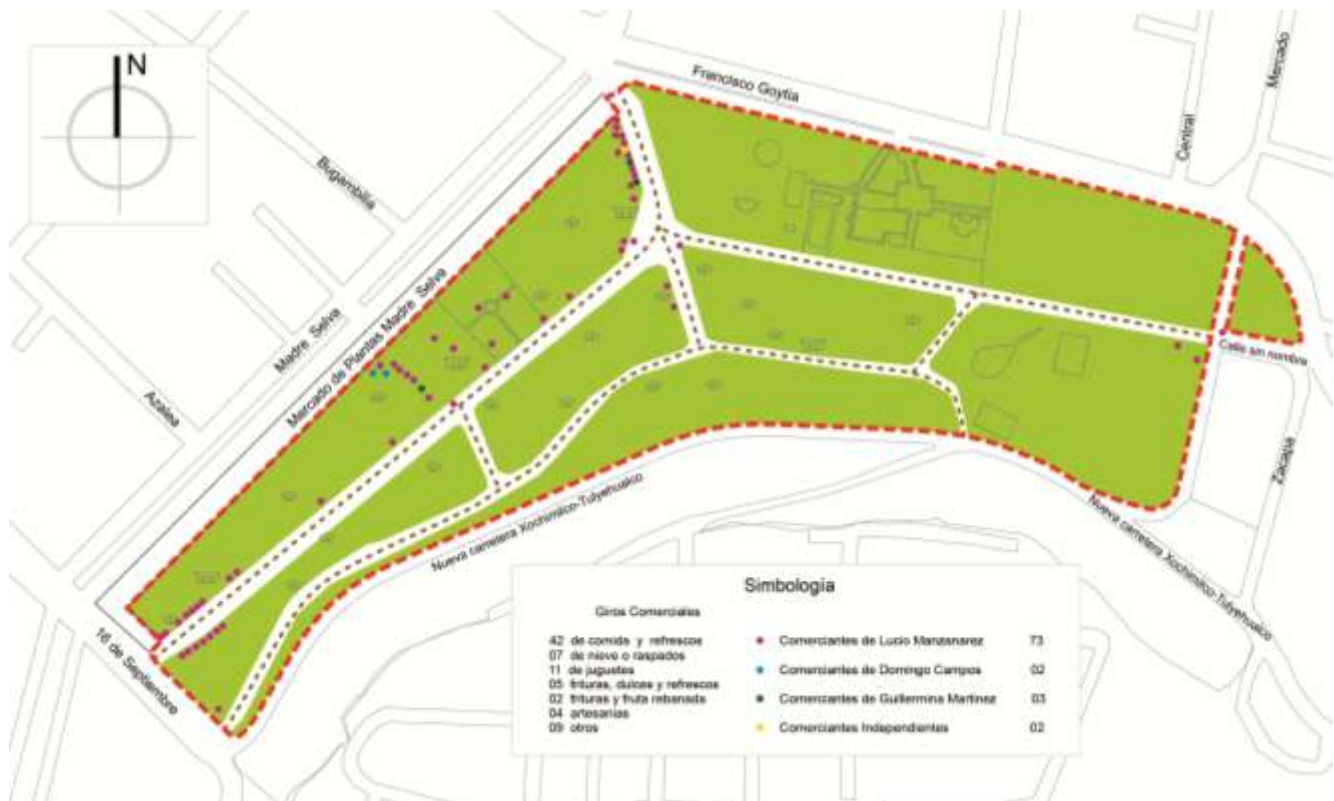 N
Francisco Goytia
Central
Mercado
Bugambilia
Madre Selva
Mercado de Plantas Madre Selva
Azalea
Calle sin nombre
Zacapa
Nueva carretera Xochimilco-Tulyehualco
Nueva carretera Xochimilco-Tulyehualco
16 de Septiembre
Simbología
Giros Comerciales
42 de comida y refrescos
07 de nieve o raspados
11 de juguetes
05 frituras, dulces y refrescos
02 frituras y fruta rebanada
04 artesanias
09 otros
Comerciantes de Lucio Manzanarez 73
Comerciantes de Domingo Campos 02
Comerciantes de Guillermina Martinez 03
Comerciantes Independientes 02